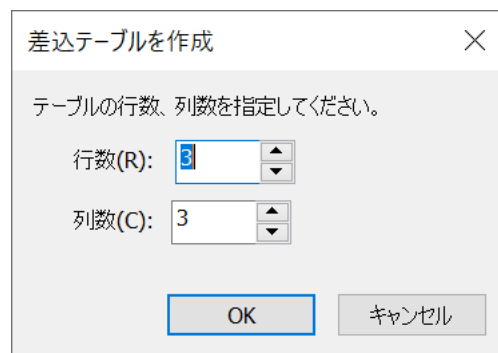 差込テーブルを作成
テーブルの行数、列数を指定してください。
行数(R): 3
列数(C): 3
OK キャンセル